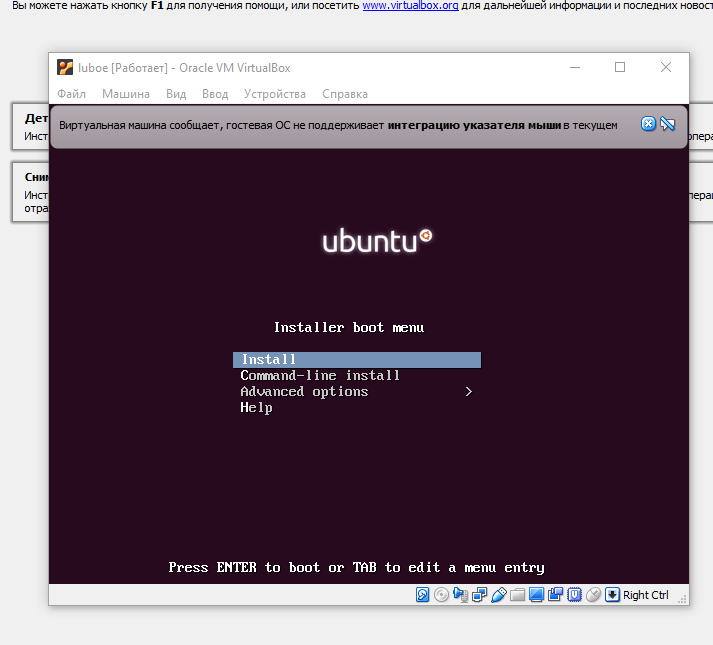 Вы можете нажать кнопку F1 для получения помощи, или посетить www.virtualbox.org для дальнейшей информации и последних новост
luboe [Работает] - Oracle VM VirtualBox
Файл Машина Вид Ввод Устройства Справка
Дет
Инст
Виртуальная машина сообщает, гостевая ОС не поддерживает интеграцию указателя мыши в текущем
опера
Сним
Инст
отра
ubuntu
Installer boot menu
Install
Command-line install
Advanced options >
Help
Press ENTER to boot or TAB to edit a menu entry
Right Ctrl